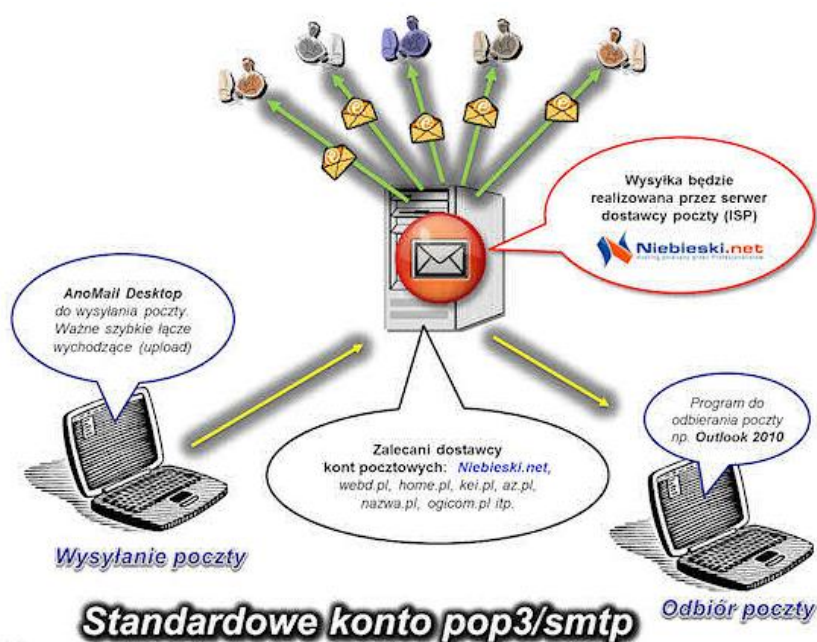 Wysyłka będzie
realizowana przez serwer
dostawcy poczty (ISP)
Niebieski.net
AnoMail Desktop
do wysyłania poczty.
Ważne szybkie łącze
wychodzące (upload)
Program do
odbierania poczty
np. Outlook 2010
Zalecani dostawcy
kont pocztowych: Niebieski.net,
webd.pl, home.pl, kei.pl, az.pl,
nazwa.pl, ogicom.pl itp.
Wysyłanie poczty
Odbiór poczty
Standardowe konto pop3/smtp